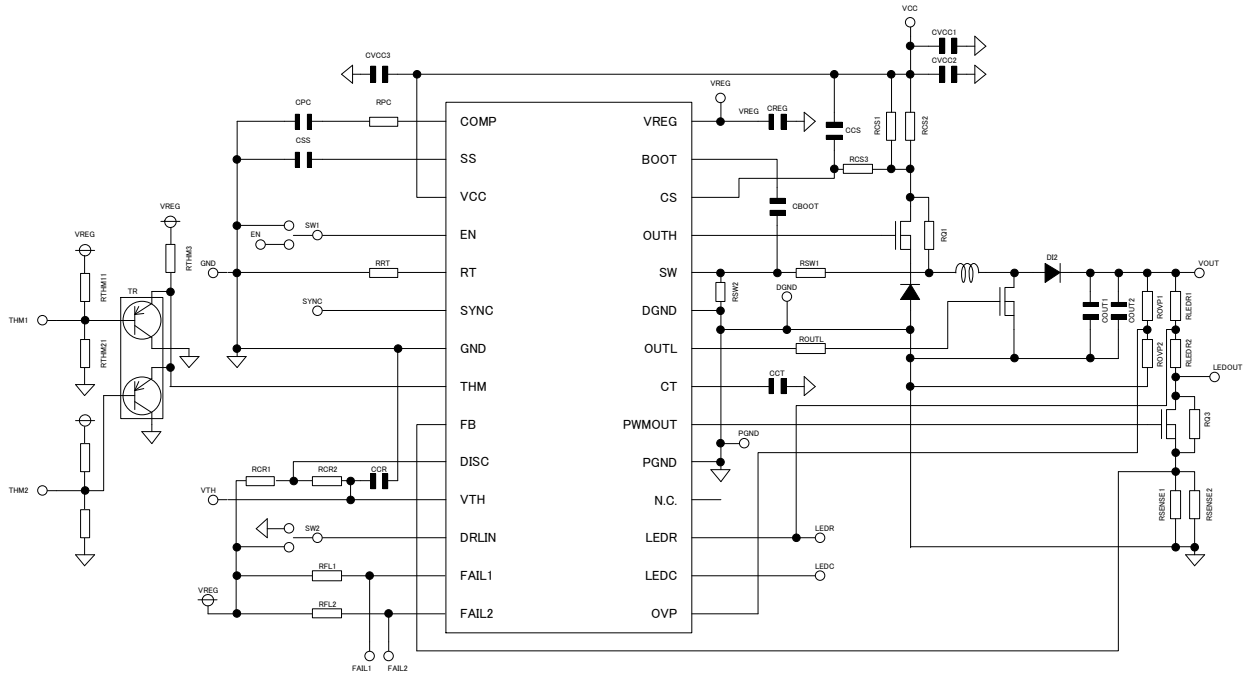 VCC
CVCC1
CVCC2
CVCC3
VREG
VREG
CREG
CPC
RPC
CSS
CCS
RCS1
RCS2
RCS3
COMP
SS
VCC
EN
RT
SYNC
GND
THM
FB
DISC
VTH
DRLIN
FAIL1
FAIL2
VREG
BOOT
CS
OUTH
SW
DGND
OUTL
CT
PWMOUT
PGND
N.C.
LEDR
LEDC
OVP
CBOOT
RQ1
EN
SW1
VREG
VREG
RTHM3
RTHM11
GND
RRT
RSW1
RSW2
DGND
DI2
VOUT
TR
THM1
RTHM21
SYNC
COUT1
COUT2
ROVP1
RLEDR1
ROUTL
ROVP2
RLEDR2
LEDOUT
CCT
RQ3
PGND
THM2
RCR1
RCR2
CCR
VTH
RSENSE1
RSENSE2
SW2
LEDR
LEDC
VREG
RFL1
RFL2
FAIL1
FAIL2